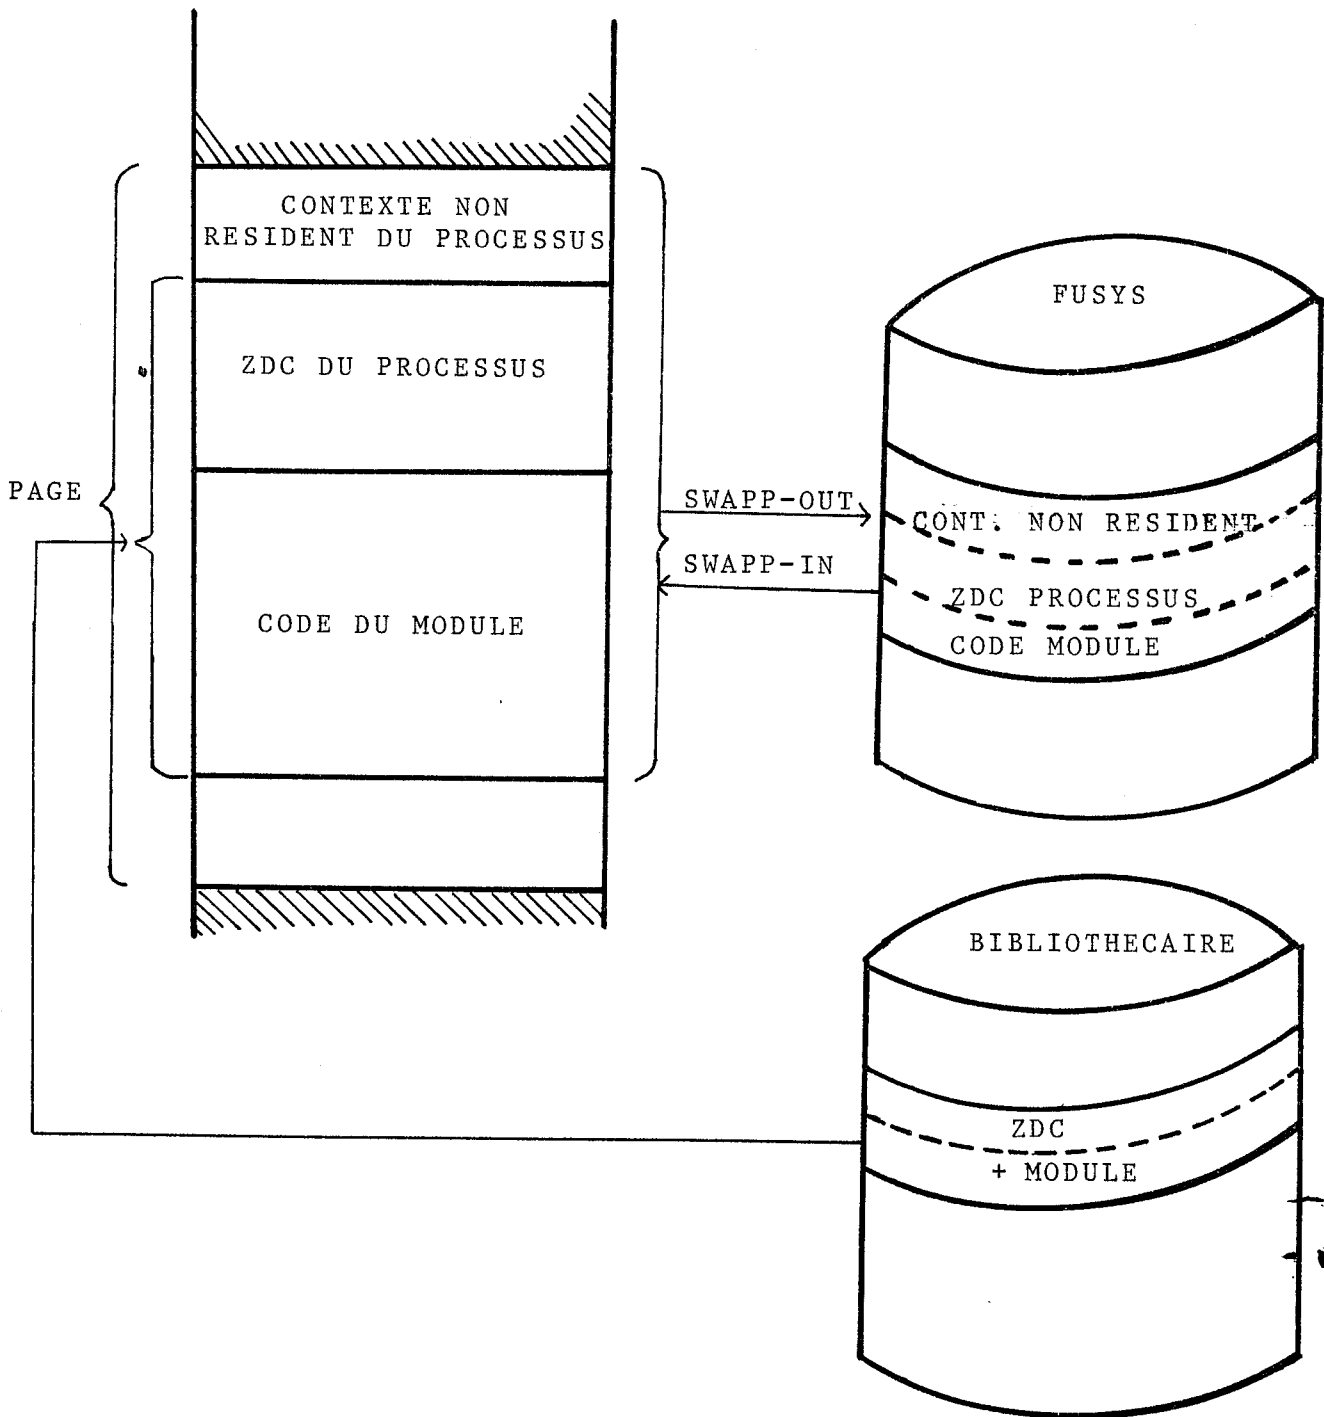 CONTEXTE NON
RESIDENT DU PROCESSUS
ZDC DU PROCESSUS
PAGE
CODE DU MODULE
SWAPP-OUT
SWAPP-IN
FUSYS
CONT. NON RESIDENT
ZDC PROCESSUS
CODE MODULE
BIBLIOTHECAIRE
ZDC
+ MODULE